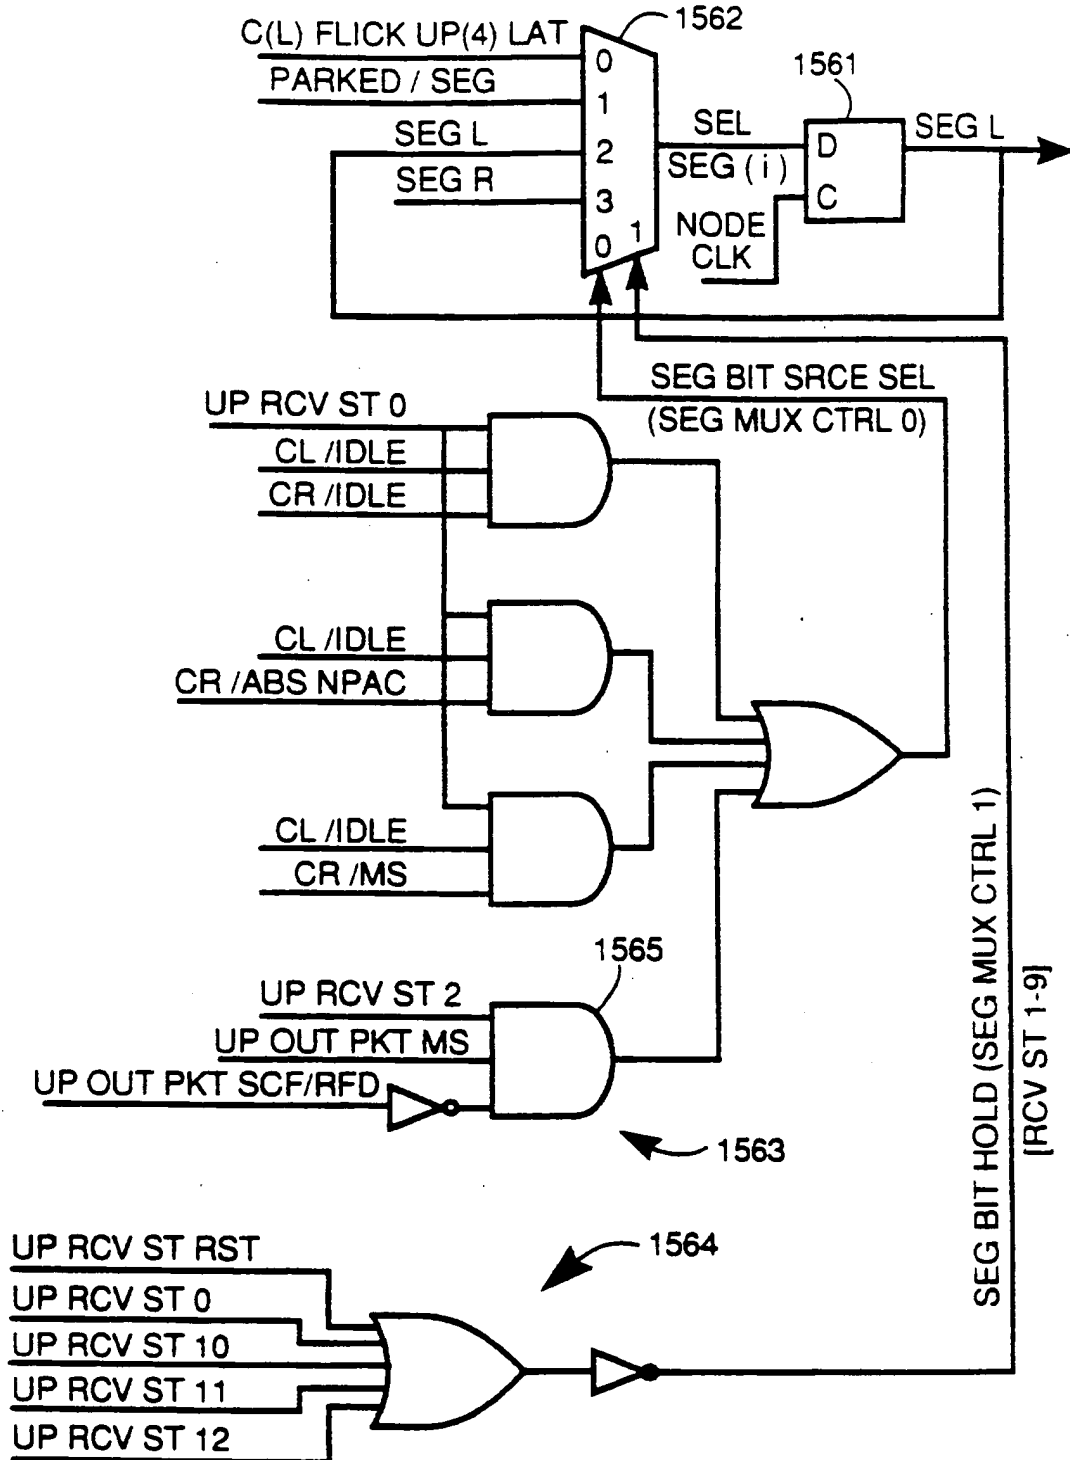 1562
C(L) FLICK UP(4) LAT
0
PARKED / SEG
1
1561
SEG L
2
SEL
D
SEG L
SEG R
3
SEG (i)
C
0
1
NODE
CLK
SEG BIT SRCE SEL
(SEG MUX CTRL 0)
UP RCV ST 0
CL /IDLE
CR /IDLE
CL /IDLE
CR /ABS NPAC
CL /IDLE
CR /MS
1565
UP RCV ST 2
UP OUT PKT MS
UP OUT PKT SCF/RFD
1563
SEG BIT HOLD (SEG MUX CTRL 1)
[RCV ST 1-9]
1564
UP RCV ST RST
UP RCV ST 0
UP RCV ST 10
UP RCV ST 11
UP RCV ST 12